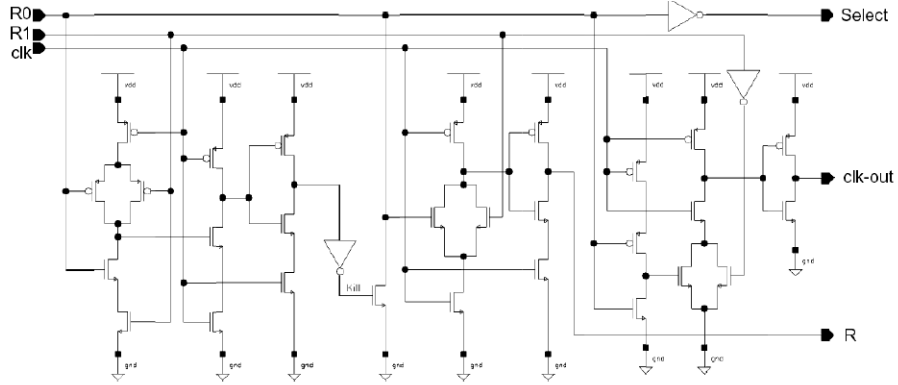 R0
Select
R1
clk
vdd
vdd
vdd
vdd
vdd
vdd
vdd
vdd
clk-out
gnd
Kill
R
gnd
gnd
gnd
gnd
gnd
gnd
gnd
gnd